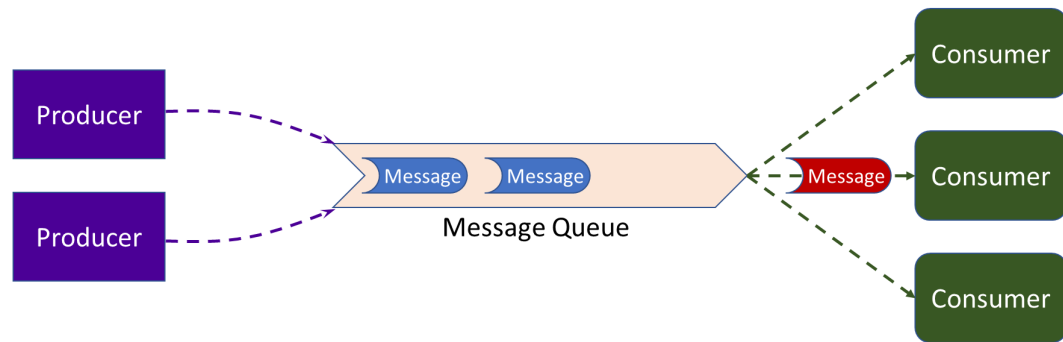 Producer
Producer
Message
Message
Message Queue
Message
Consumer
Consumer
Consumer